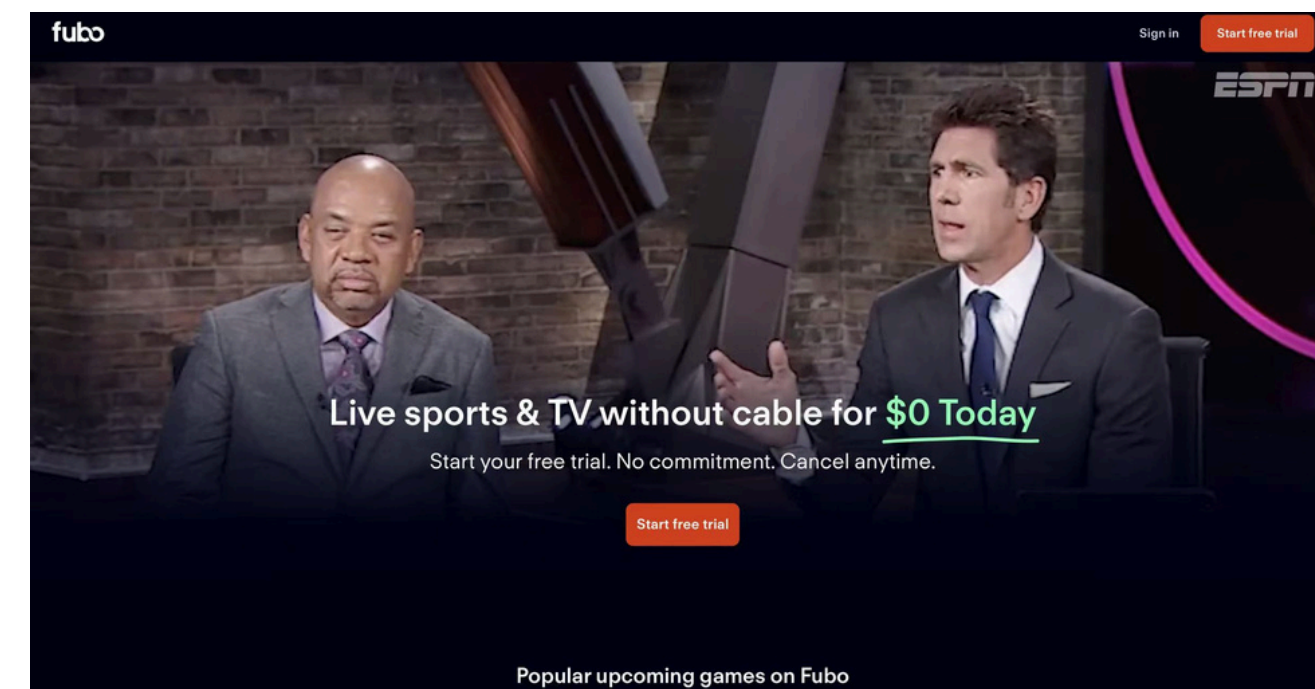 fubo
Sign in
Start free trial
ESPN
Live sports & TV without cable for $0 Today
Start your free trial. No commitment. Cancel anytime.
Start free trial
Popular upcoming games on Fubo